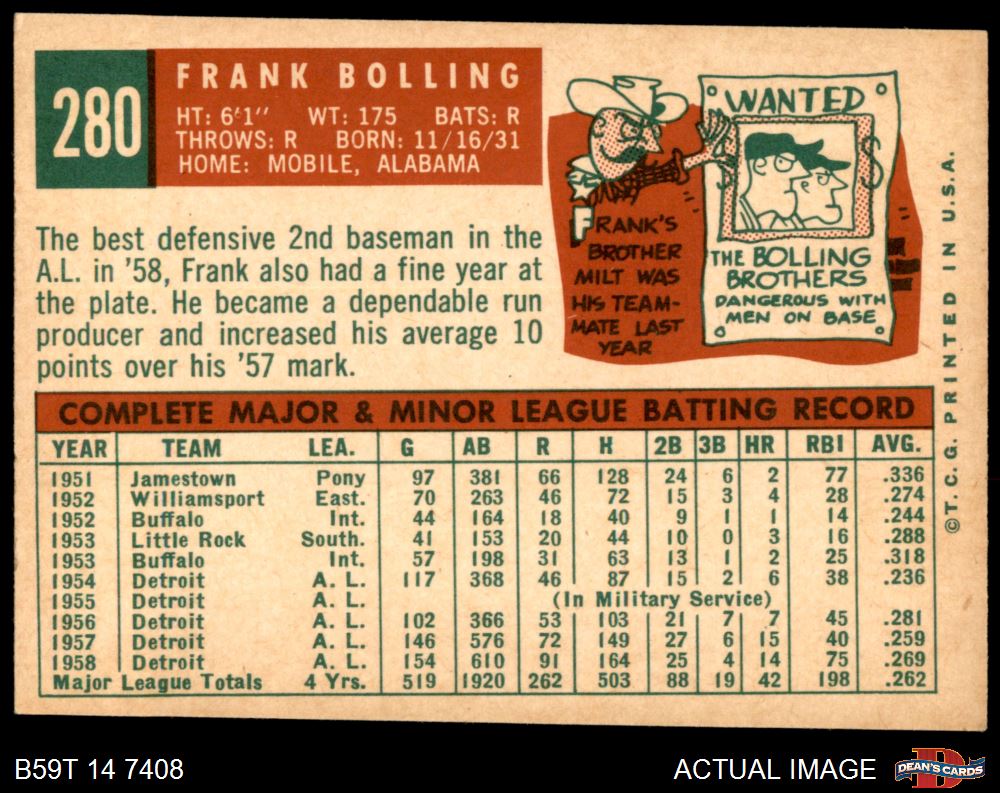 280
FRANK BOLLING
HT: 6'1" WT: 175 BATS: R
THROWS: R BORN: 11/16/31
HOME: MOBILE, ALABAMA
The best defensive 2nd baseman in the
A.L. in '58, Frank also had a fine year at
the plate. He became a dependable run
producer and increased his average 10
points over his '57 mark.
FRANK'S
BROTHER
MILT WAS
HIS TEAM-
MATE LAST
YEAR
WANTED
$ $
THE BOLLING
BROTHERS
DANGEROUS WITH
MEN ON BASE
©T. C. G. PRINTED IN U.S.A.
COMPLETE MAJOR & MINOR LEAGUE BATTING RECORD
YEAR TEAM LEA. G AB R H 2B 3B HR RBI AVG.
1951 Jamestown Pony 97 381 66 128 24 6 2 77 .336
1952 Williamsport East. 70 263 46 72 15 3 4 28 .274
1952 Buffalo Int. 44 164 18 40 9 1 1 14 .244
1953 Little Rock South. 41 153 20 44 10 0 3 16 .288
1953 Buffalo Int. 57 198 31 63 13 1 2 25 .318
1954 Detroit A. L. 117 368 46 87 15 2 6 38 .236
1955 Detroit A. L. (In Military Service)
1956 Detroit A. L. 102 366 53 103 21 7 7 45 .281
1957 Detroit A. L. 146 576 72 149 27 6 15 40 .259
1958 Detroit A. L. 154 610 91 164 25 4 14 75 .269
Major League Totals 4 Yrs. 519 1920 262 503 88 19 42 198 .262
B59T 14 7408
ACTUAL IMAGE
DEAN'S CARDS